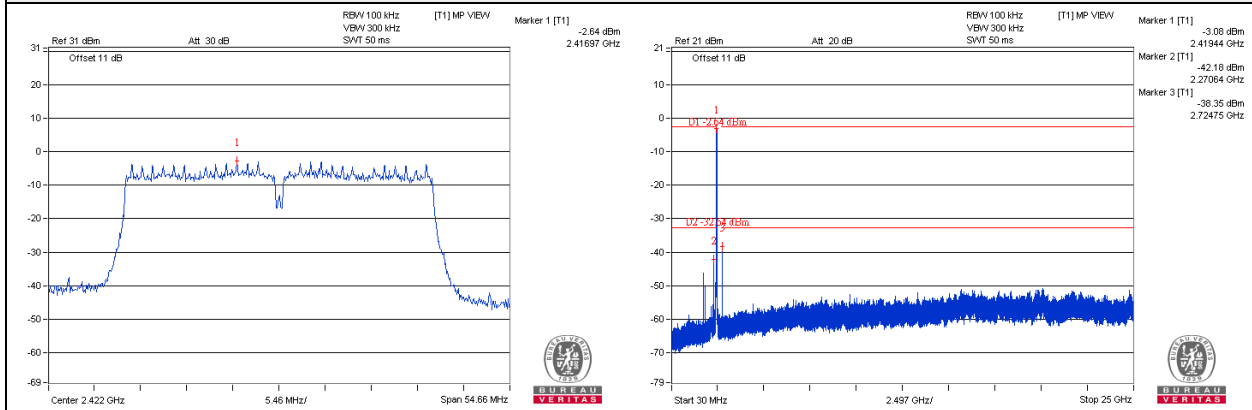 RBW 100 kHz [T1] MP VIEW
VBW 300 kHz
Ref 31 dBm Att 30 dB SWT 50 ms
Marker 1 [T1]
-2.64 dBm
2.41697 GHz
31
Offset 11 dB
20
10
0
-10
-20
-30
-40
-50
-60
-69
1
Center 2.422 GHz 5.46 MHz/ Span 54.66 MHz
BUREAU VERITAS
1828
BUREAU
VERITAS
RBW 100 kHz [T1] MP VIEW
VBW 300 kHz
Ref 21 dBm Att 20 dB SWT 50 ms
Marker 1 [T1]
-3.08 dBm
2.41944 GHz
Marker 2 [T1]
-42.18 dBm
2.27064 GHz
Marker 3 [T1]
-38.35 dBm
2.72475 GHz
21
Offset 11 dB
10
0
-10
-20
-30
-40
-50
-60
-70
-79
1
D1 -2.64 dBm
D2 -32.64 dBm
2
3
Start 30 MHz 2.497 GHz/ Stop 25 GHz
BUREAU VERITAS
1828
BUREAU
VERITAS